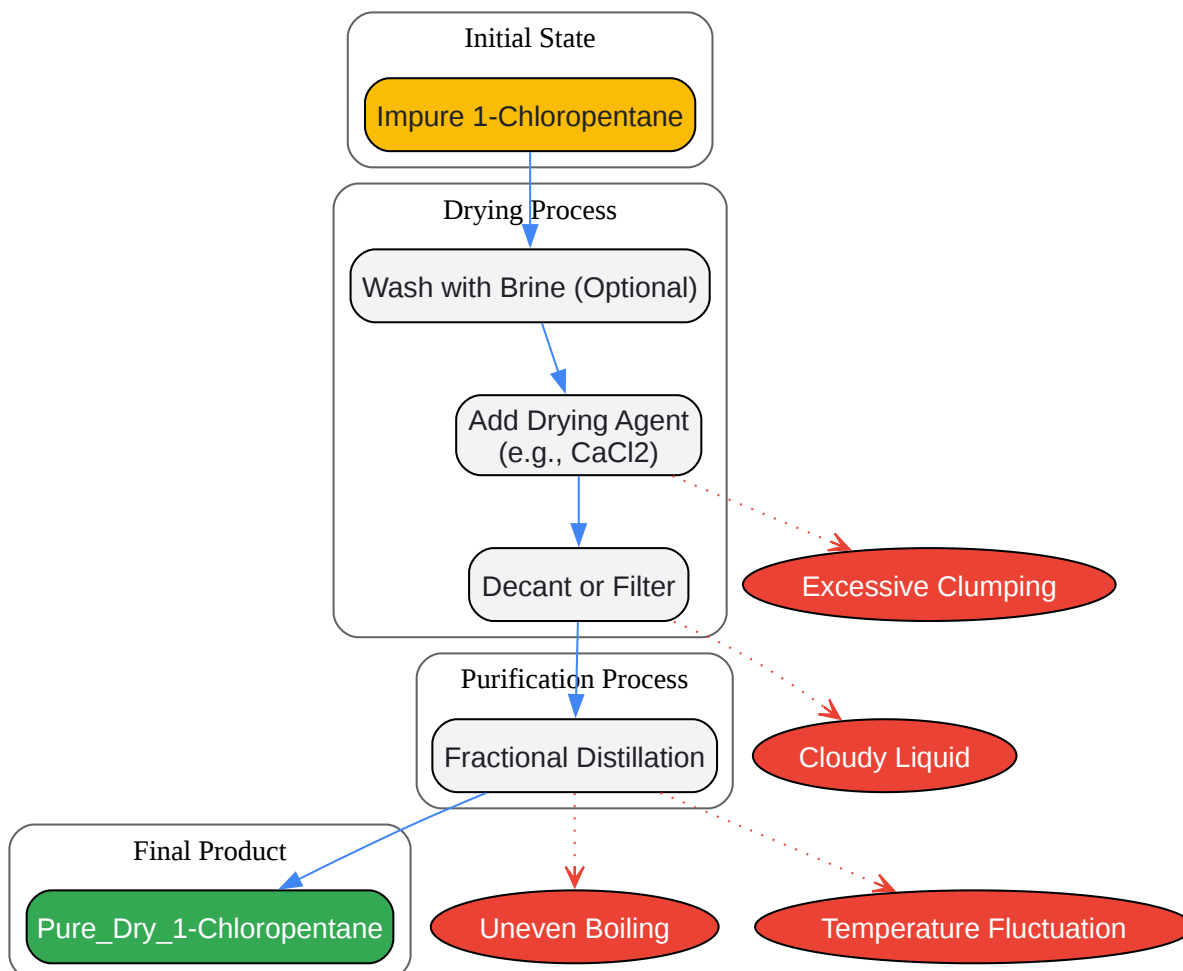 Initial State
Impure 1-Chloropentane
Drying Process
Wash with Brine (Optional)
Add Drying Agent
(e.g., CaCl2)
Decant or Filter
Excessive Clumping
Purification Process
Fractional Distillation
Cloudy Liquid
Final Product
Pure_Dry_1-Chloropentane
Uneven Boiling
Temperature Fluctuation